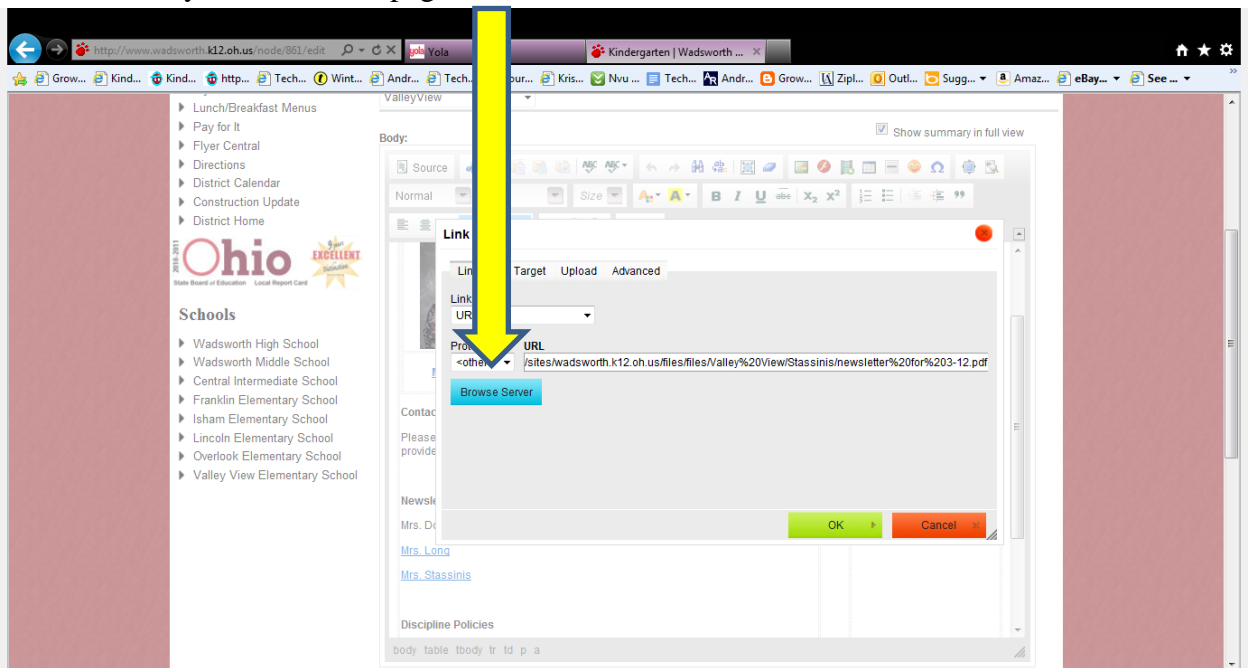 http://www.wadsworth.k12.oh.us/node/861/edit
yola Yola
Kindergarten | Wadsworth ...
Grow... Kind... Kind... http... Tech... Wint... Andr... Tech... Kris... Nvu ... Tech... Andr... Grow... Zipl... Outl... Sugg... Amaz... eBay... See ...
Lunch/Breakfast Menus
Pay for It
Flyer Central
Directions
District Calendar
Construction Update
District Home
2010-2011
Ohio
EXCELLENT
State Board of Education Local Report Card
Schools
Wadsworth High School
Wadsworth Middle School
Central Intermediate School
Franklin Elementary School
Isham Elementary School
Lincoln Elementary School
Overlook Elementary School
Valley View Elementary School
ValleyView
Body:
Show summary in full view
Source
Normal Size
Link
Target Upload Advanced
Link
URL
<other> /sites/wadsworth.k12.oh.us/files/files/Valley%20View/Stassinis/newsletter%20for%203-12.pdf
Browse Server
Contac
Please
provide
OK Cancel
Newsle
Mrs. Do
Mrs. Long
Mrs. Stassinis
Discipline Policies
body table tbody tr td p a